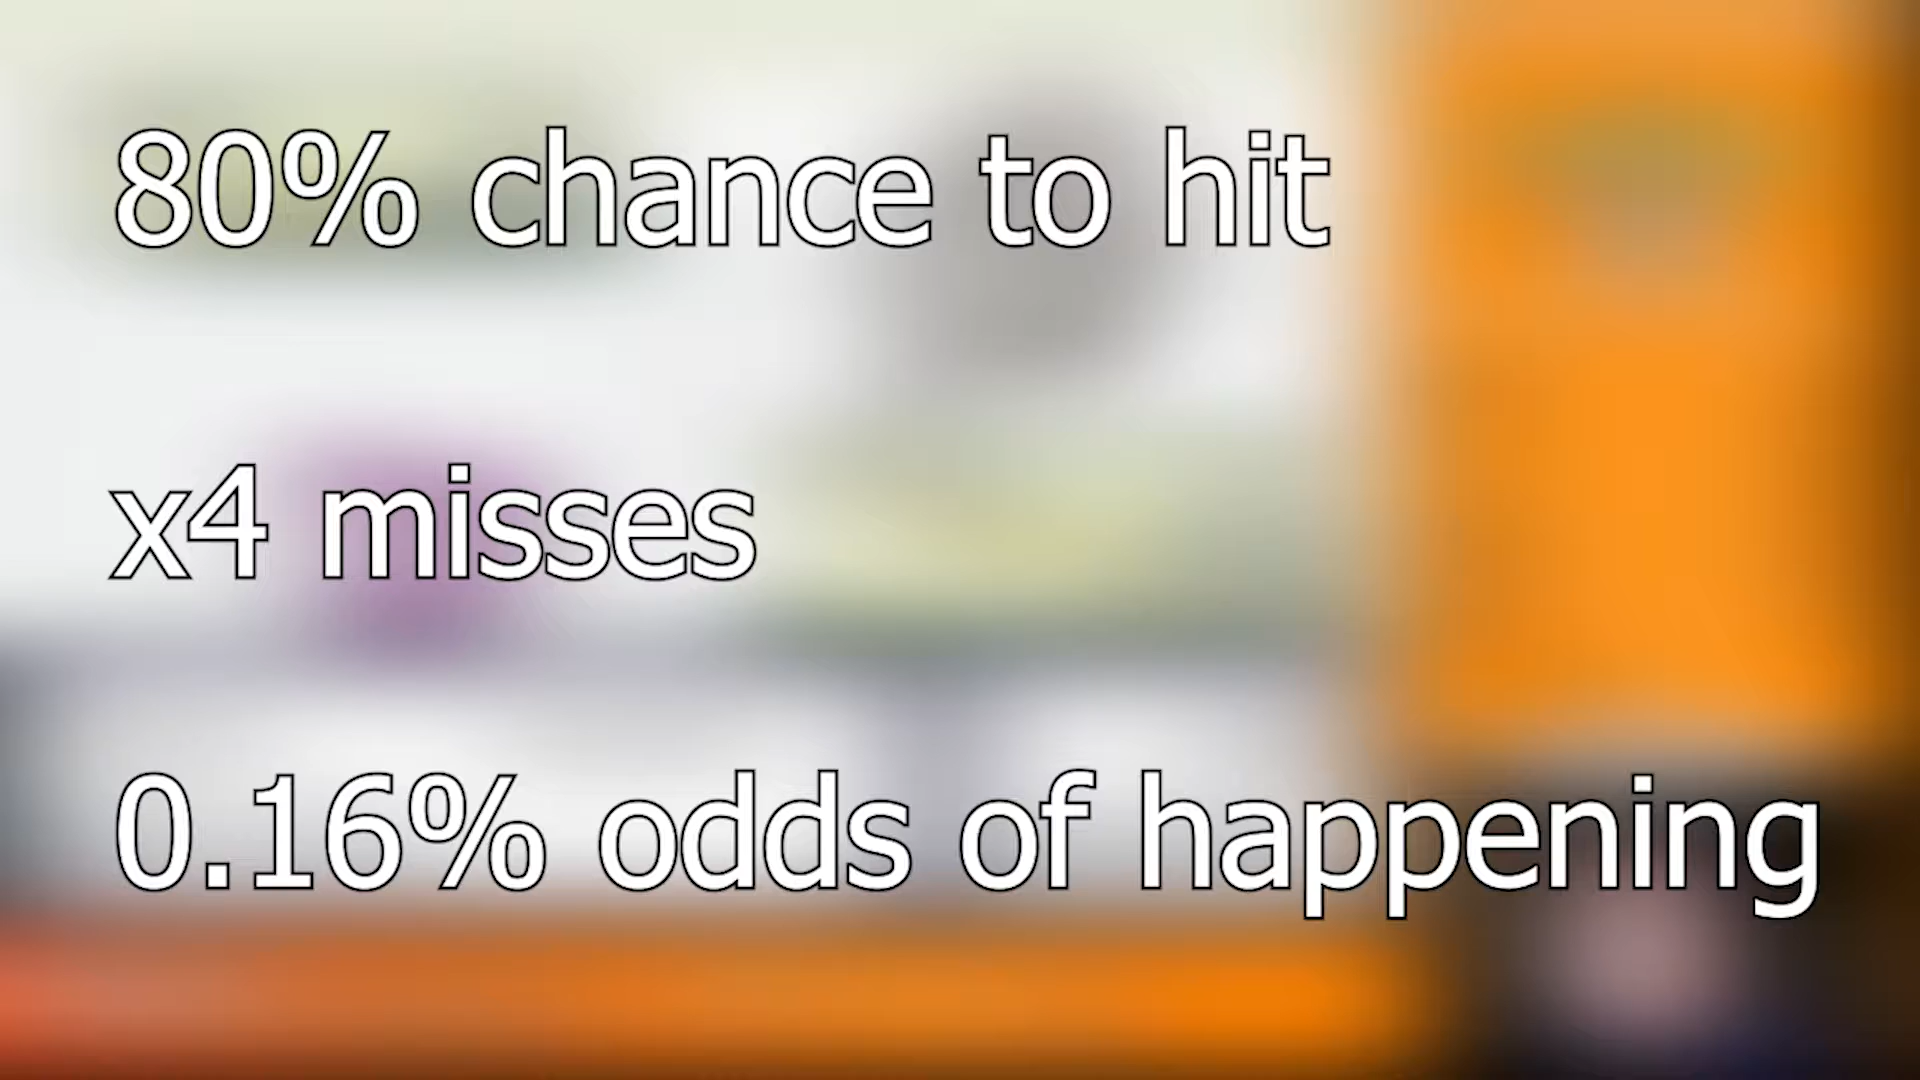 80% chance to hit
x4 misses
0.16% odds of happening